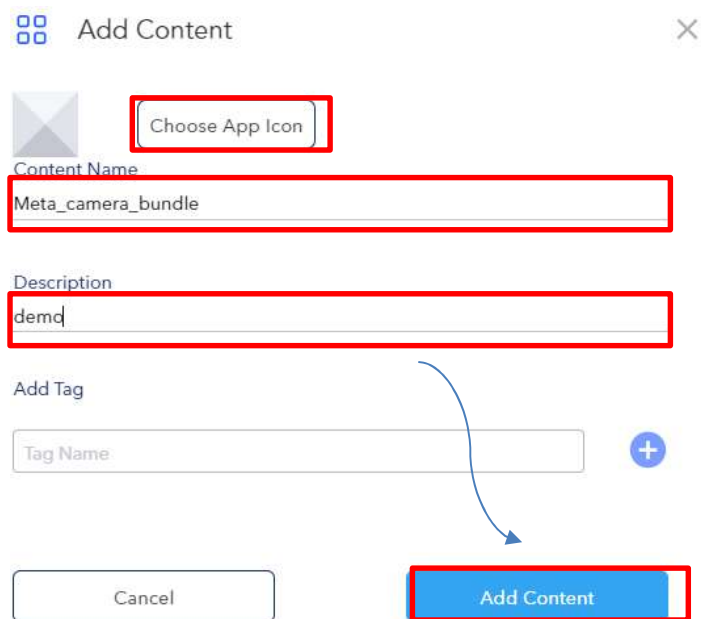 Add Content
Choose App Icon
Content Name
Meta_camera_bundle
Description
demo
Add Tag
Tag Name
Cancel
Add Content